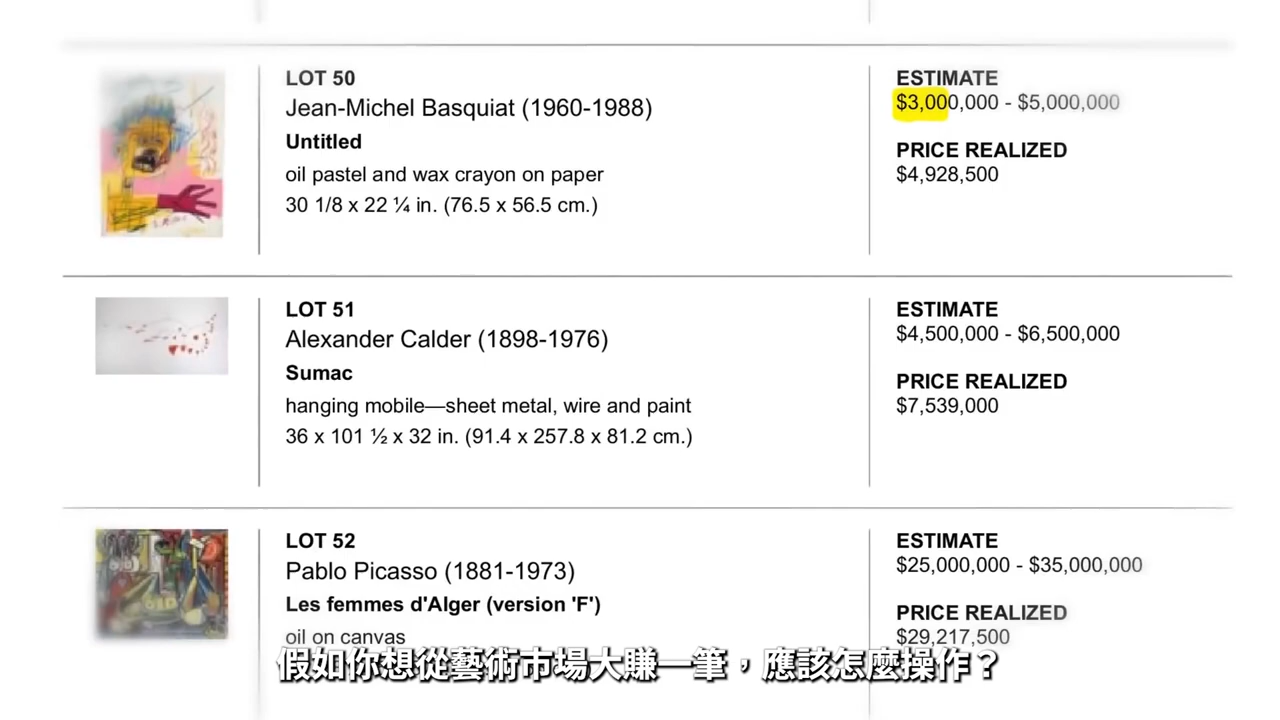 LOT 50
Jean-Michel Basquiat (1960-1988)
Untitled
oil pastel and wax crayon on paper
30 1/8 x 22 ¼ in. (76.5 x 56.5 cm.)
ESTIMATE
$3,000,000 - $5,000,000
PRICE REALIZED
$4,928,500
LOT 51
Alexander Calder (1898-1976)
Sumac
hanging mobile—sheet metal, wire and paint
36 x 101 ½ x 32 in. (91.4 x 257.8 x 81.2 cm.)
ESTIMATE
$4,500,000 - $6,500,000
PRICE REALIZED
$7,539,000
LOT 52
Pablo Picasso (1881-1973)
Les femmes d'Alger (version 'F')
oil on canvas
ESTIMATE
$25,000,000 - $35,000,000
PRICE REALIZED
$29,217,500
假如你想從藝術市場大賺一筆，應該怎麼操作？